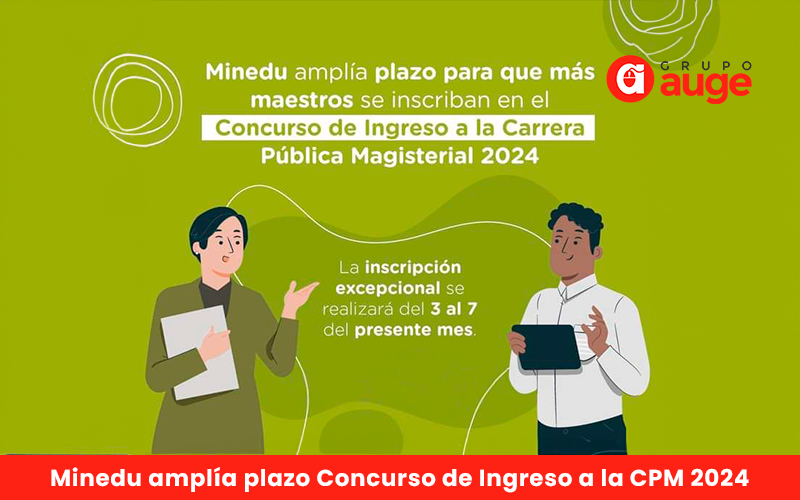 Minedu amplía plazo para que más
maestros se inscriban en el
Concurso de Ingreso a la Carrera
Pública Magisterial 2024
GRUPO
auge
La inscripción
excepcional se
realizará del 3 al 7
del presente mes.
Minedu amplía plazo Concurso de Ingreso a la CPM 2024